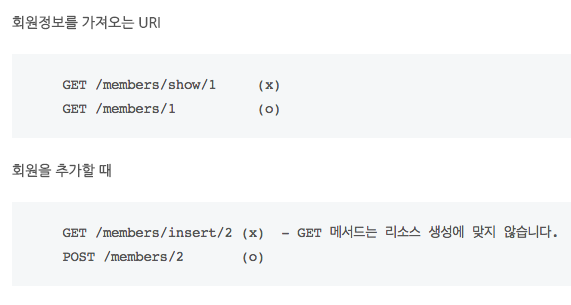 회원정보를 가져오는 URI
GET /members/show/1     (x)
GET /members/1          (o)
회원을 추가할 때
GET /members/insert/2 (x)  - GET 메서드는 리소스 생성에 맞지 않습니다.
POST /members/2       (o)